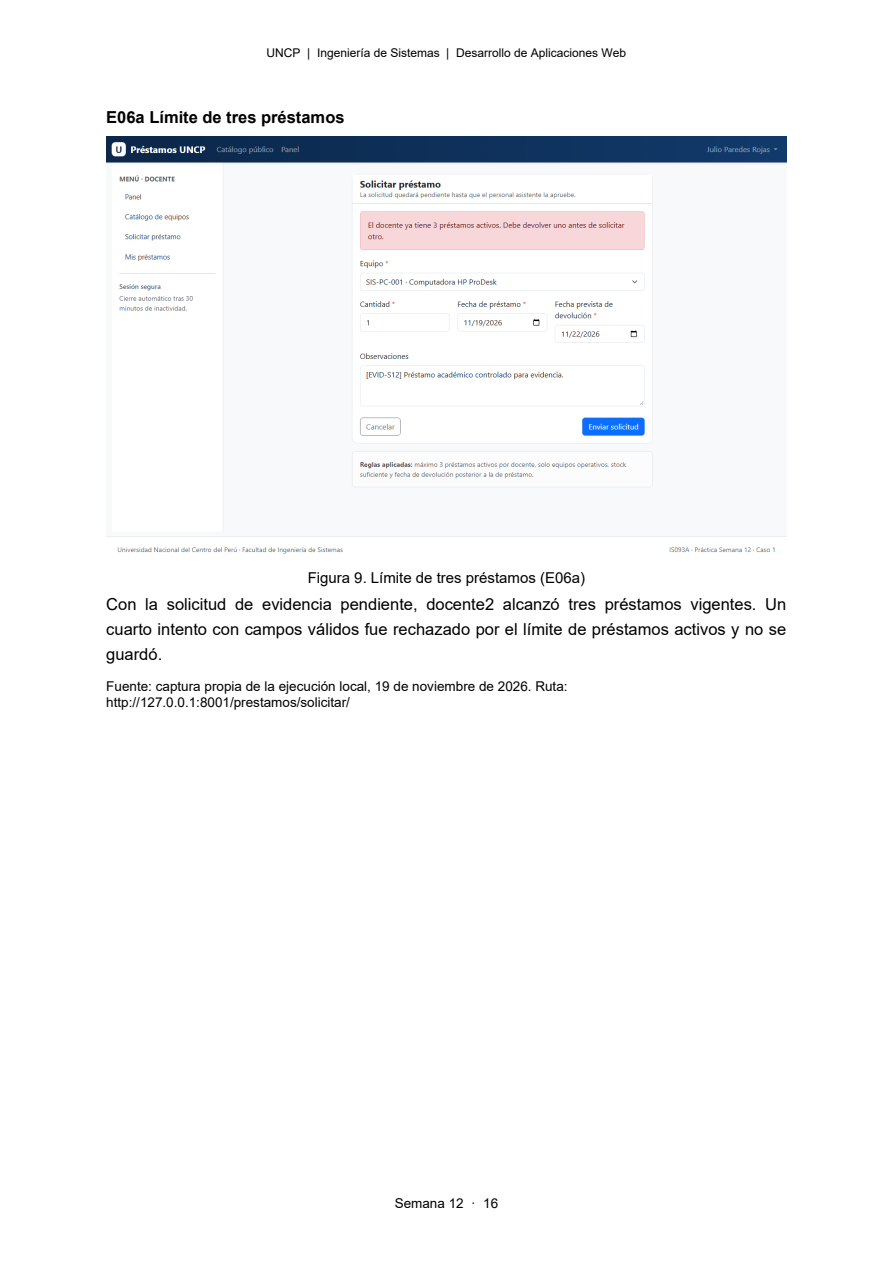 UNCP | Ingeniería de Sistemas | Desarrollo de Aplicaciones Web
E06a Límite de tres préstamos
U Préstamos UNCP Catálogo público Panel Julio Paredes Rojas
MENÚ · DOCENTE
Panel
Catálogo de equipos
Solicitar préstamo
Mis préstamos
Sesión segura
Cierre automático tras 30
minutos de inactividad.
Solicitar préstamo
La solicitud quedará pendiente hasta que el personal asistente la apruebe.
El docente ya tiene 3 préstamos activos. Debe devolver uno antes de solicitar
otro.
Equipo *
SIS-PC-001 - Computadora HP ProDesk
Cantidad *
1
Fecha de préstamo *
11/19/2026
Fecha prevista de
devolución *
11/22/2026
Observaciones
[EVID-S12] Préstamo académico controlado para evidencia.
Cancelar
Enviar solicitud
Reglas aplicadas: máximo 3 préstamos activos por docente, solo equipos operativos, stock
suficiente y fecha de devolución posterior a la de préstamo.
Universidad Nacional del Centro del Perú · Facultad de Ingeniería de Sistemas
IS093A · Práctica Semana 12 · Caso 1
Figura 9. Límite de tres préstamos (E06a)
Con la solicitud de evidencia pendiente, docente2 alcanzó tres préstamos vigentes. Un
cuarto intento con campos válidos fue rechazado por el límite de préstamos activos y no se
guardó.
Fuente: captura propia de la ejecución local, 19 de noviembre de 2026. Ruta:
http://127.0.0.1:8001/prestamos/solicitar/
Semana 12 · 16